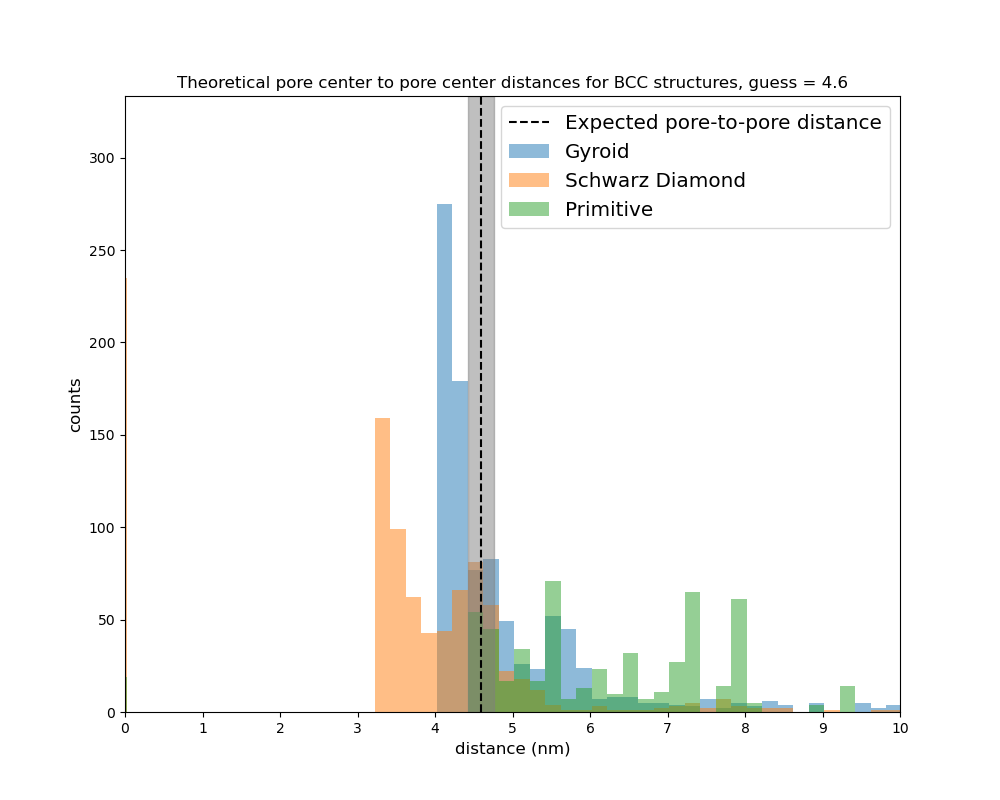 Theoretical pore center to pore center distances for BCC structures, guess = 4.6
Expected pore-to-pore distance
Gyroid
Schwarz Diamond
Primitive
300
250
200
150
100
50
0
counts
0 1 2 3 4 5 6 7 8 9 10
distance (nm)